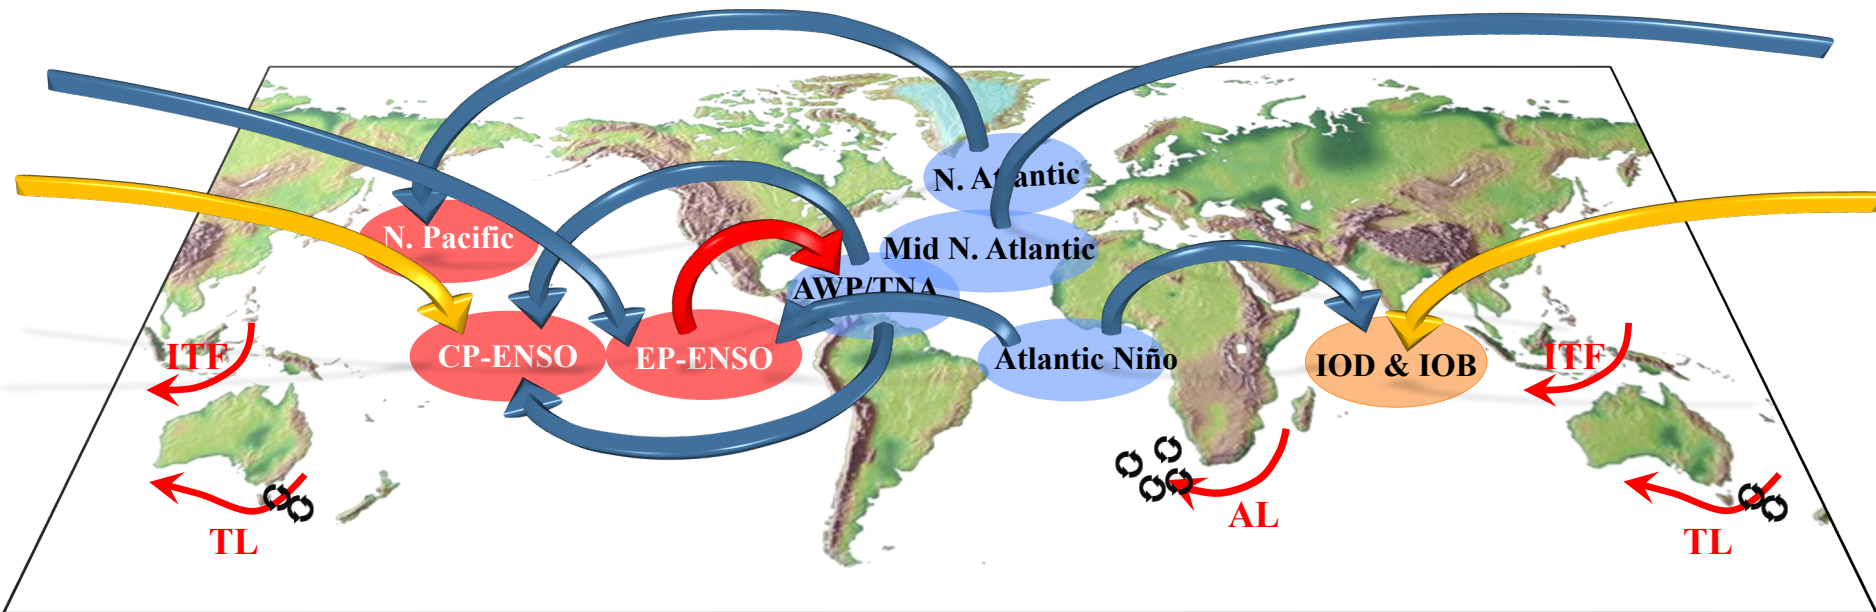 N. Atlantic
N. Pacific
Mid N. Atlantic
AWP/TNA
ITF
CP-ENSO
EP-ENSO
Atlantic Niño
IOD & IOB
ITF
TL
AL
TL